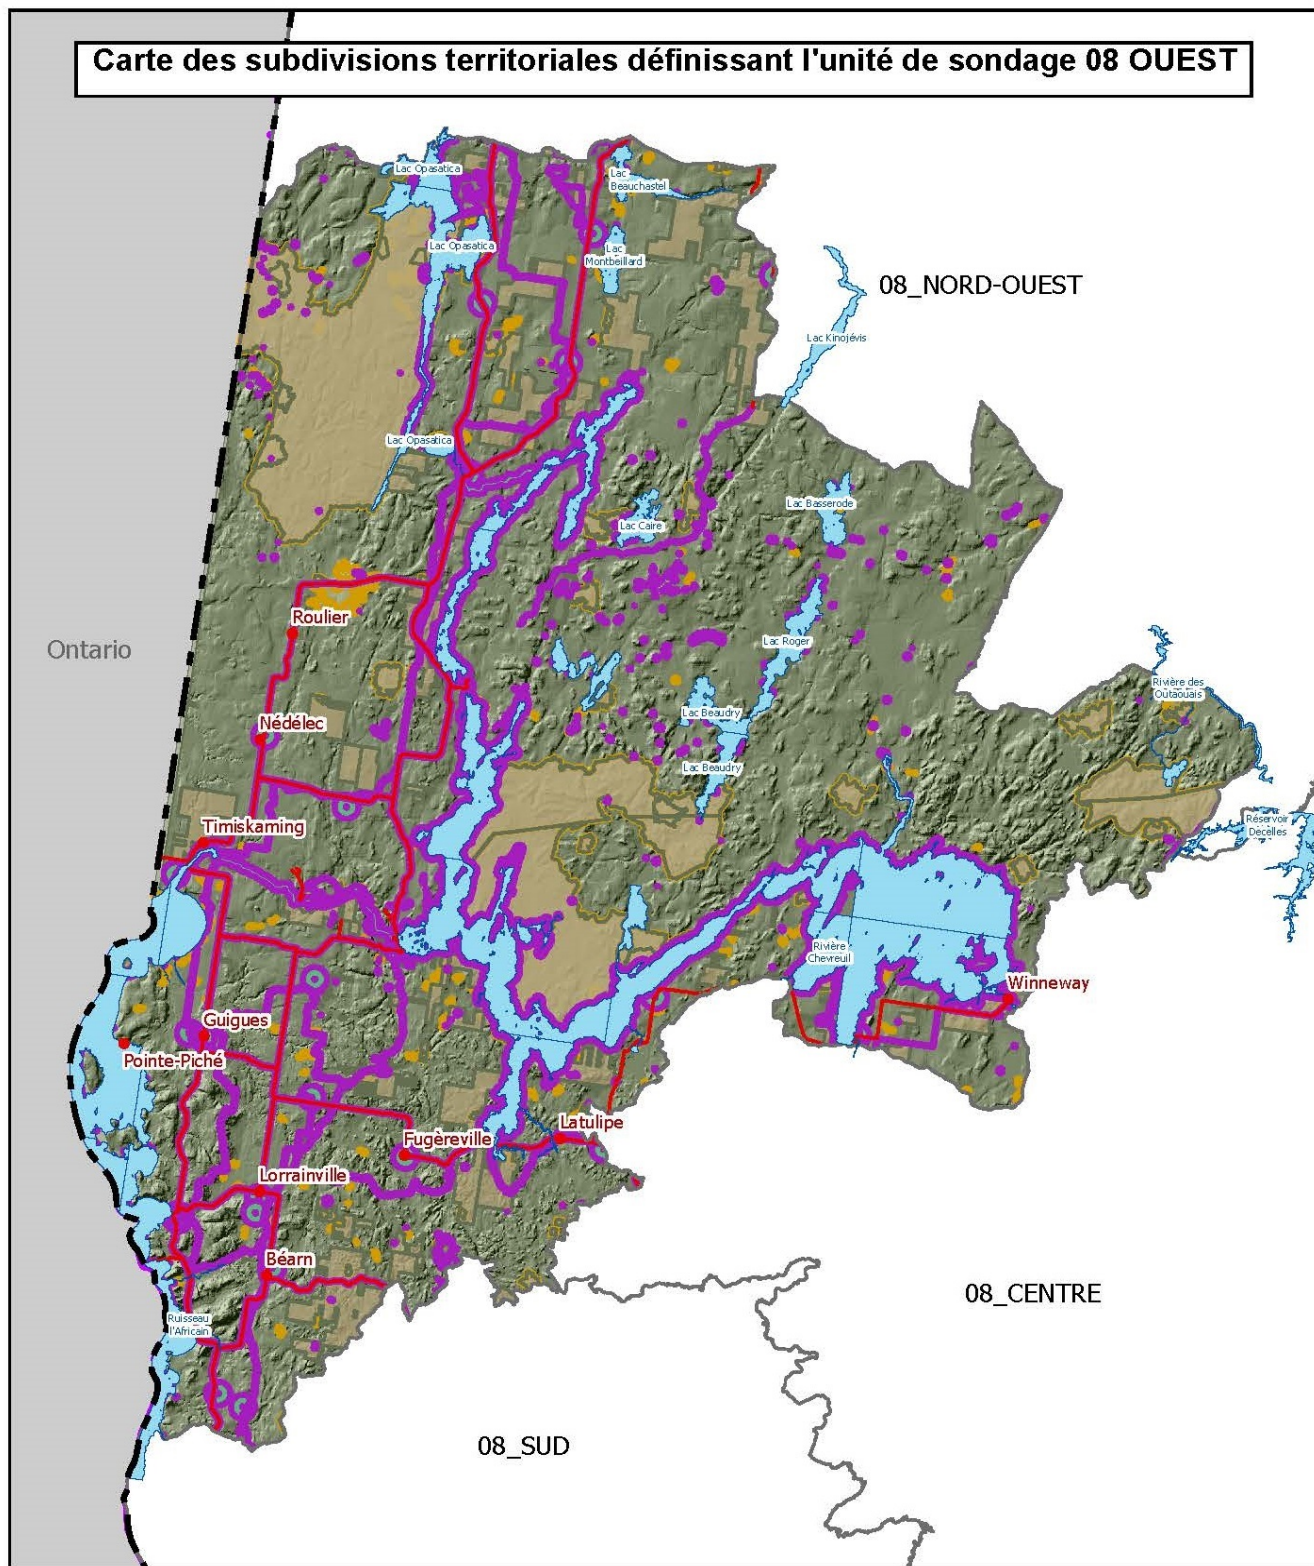 Carte des subdivisions territoriales définissant l'unité de sondage 08 OUEST
Lac Opasatica
Lac
Beauchastel
Lac Opasatica
Lac
Montbeillard
08_NORD-OUEST
Lac Kinojévis
Lac Opasatica
Lac Basserode
Lac Caire
Roulier
Ontario
Lac Roger
Rivière des
Outaouais
Lac Beaudry
Nédélec
Lac Beaudry
Timiskaming
Réservoir
Decelles
Rivière
Chevreuil
Winneway
Guigues
Pointe-Piché
Latulipe
Fugèreville
Lorrainville
Béarn
08_CENTRE
Ruisseau
l'Africain
08_SUD